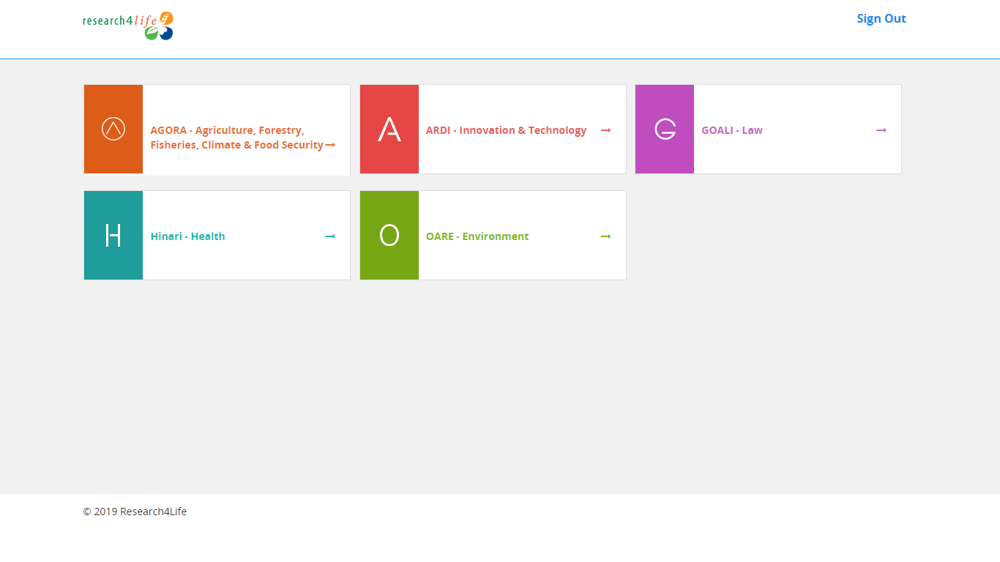 research4life
Sign Out
AGORA - Agriculture, Forestry,
Fisheries, Climate & Food Security
A
ARDI - Innovation & Technology
G
GOALI - Law
H
Hinari - Health
O
OARE - Environment
© 2019 Research4Life